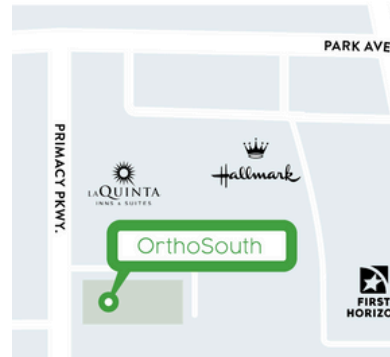 PARK AVE
PRIMACY PKWY.
LAQUINTA
INNS & SUITES
Hallmark
OrthoSouth
FIRST
HORIZO